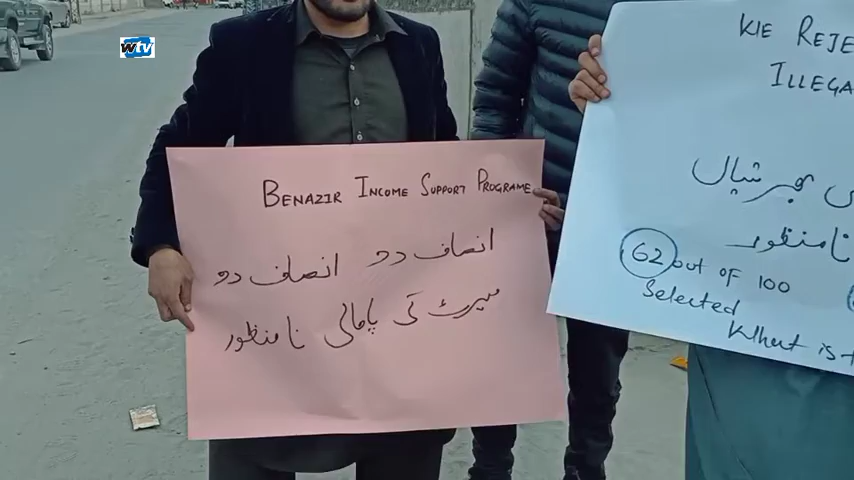 wtv
BENAZIR INCOME SUPPORT PROGRAME
انصاف دو انصاف دو
میرٹ کی پامالی نا منظور
KIE REJE
ILLEGA
بھرشیاں
نامنظور
62 out of 100
Selected
is